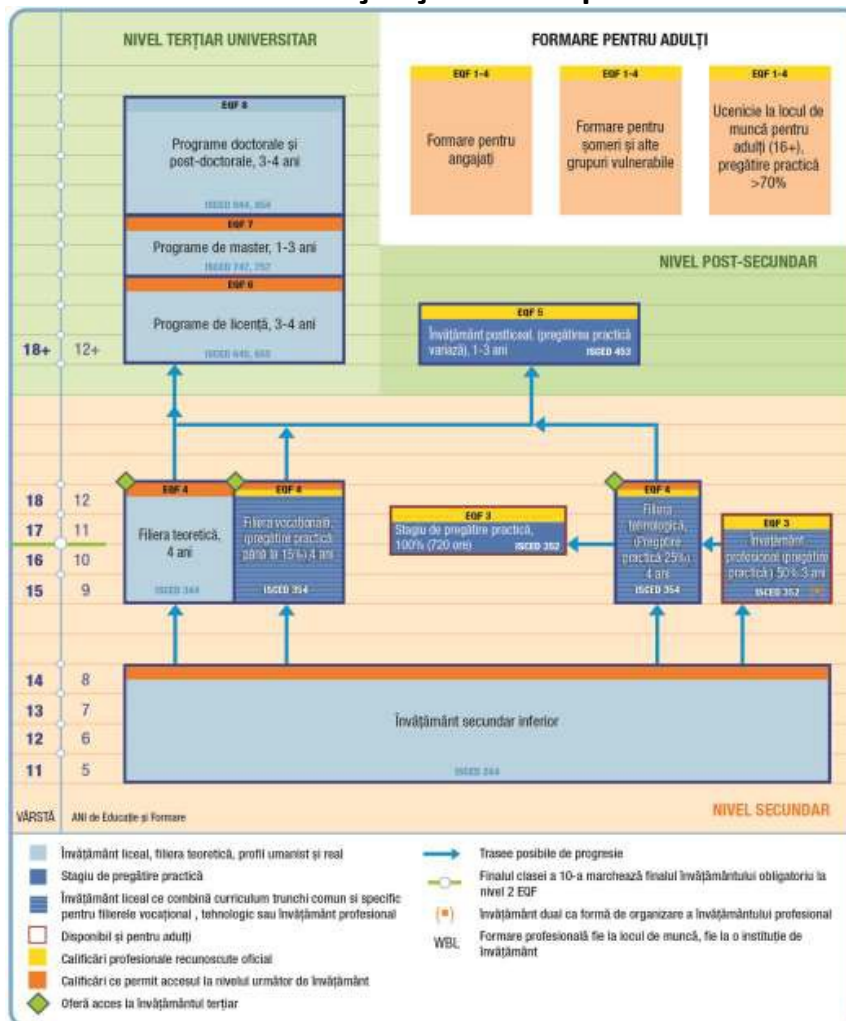 NIVEL TERȚIAR UNIVERSITAR
FORMARE PENTRU ADULȚI
EQF 1-4
Formare pentru
angajați
EQF 1-4
Formare pentru
șomeri și alte
grupuri vulnerabile
EQF 1-4
Ucenicie la locul de
muncă pentru
adulți (16+),
pregătire practică
>70%
EQF 8
Programe doctorale și
post-doctorale, 3-4 ani
ISCED 844, 864
EQF 7
Programe de master, 1-3 ani
ISCED 747,
EQF 6
Programe de licență, 3-4 ani
ISCED 645,
NIVEL POST-SECUNDAR
EQF 5
Învățământ postliceal, (pregătirea practică
variază), 1-3 ani
ISCED 453
18+ 12+
EQF 4
Filiera teoretică,
4 ani
ISCED 344
EQF 4
Filiera vocațională,
(pregătire practică
până la 15%),4 ani
ISCED 354
EQF 3
Stagiu de pregătire practică,
100% (720 ore)
ISCED 352
EQF 4
Filiera
tehnologică,
(Pregătire
practică 25%),
4 ani
ISCED 354
EQF 3
Învățământ
profesional (pregătire
practică ) 50% 3 ani
ISCED 352 (*)
18 12
17 11
16 10
15 9
14 8
13 7
12 6
11 5
Învățământ secundar inferior
ISCED 244
VÂRSTĂ
ANI de Educație și Formare
NIVEL SECUNDAR
Învățământ liceal, filiera teoretică, profil umanist și real
Stagiu de pregătire practică
Învățământ liceal ce combină curriculum trunchi comun si specific
pentru filierele vocațional , tehnologic sau învățământ profesional
Disponibil și pentru adulți
Calificări profesionale recunoscute oficial
Calificări ce permit accesul la nivelul următor de învățământ
Oferă acces la învățământul terțiar
Trasee posibile de progresie
Finalul clasei a 10-a marchează finalul învățământului obligatoriu la
nivel 2 EQF
(*) învățământ dual ca formă de organizare a învățământului profesional
WBL Formare profesională fie la locul de muncă, fie la o instituție de
învățământ